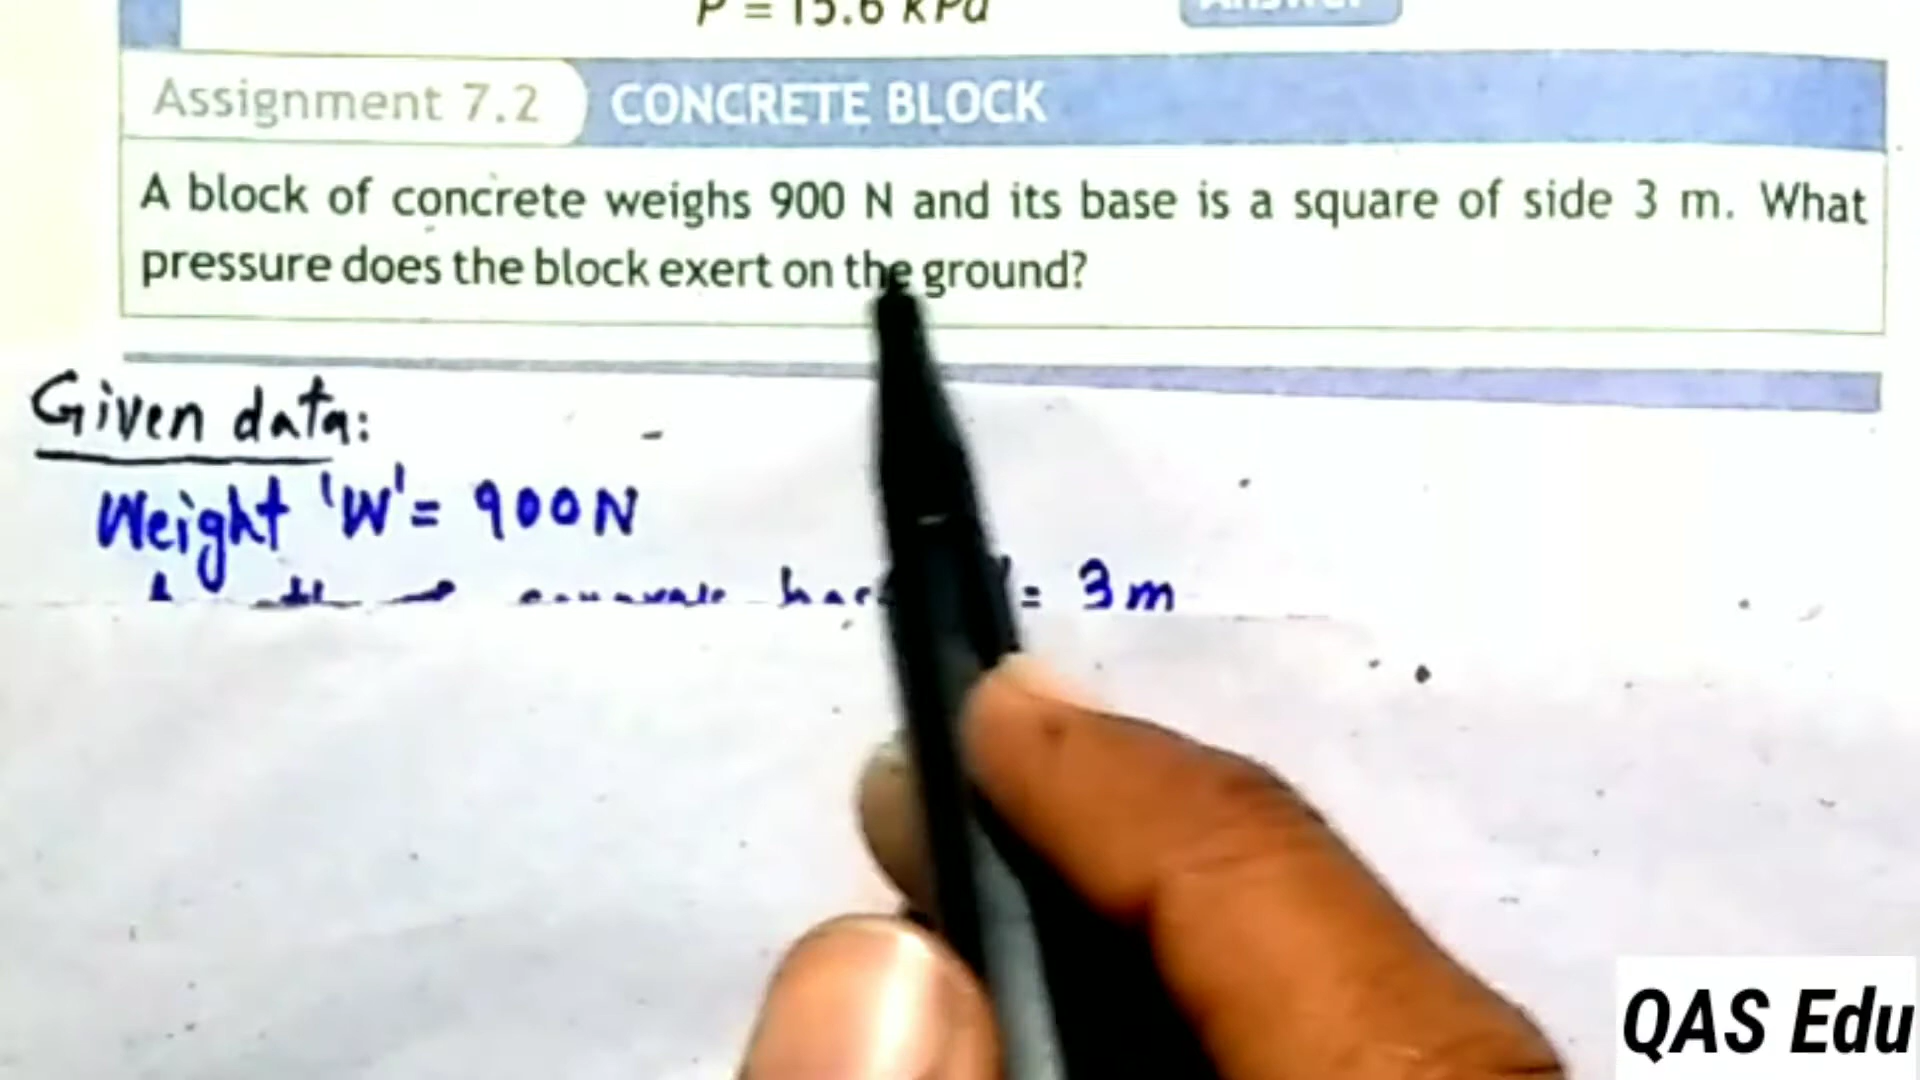 P = 15.6 kPa
Answer
Assignment 7.2 CONCRETE BLOCK
A block of concrete weighs 900 N and its base is a square of side 3 m. What
pressure does the block exert on the ground?
Given data:
Weight 'W' = 900N
= 3m
QAS Edu